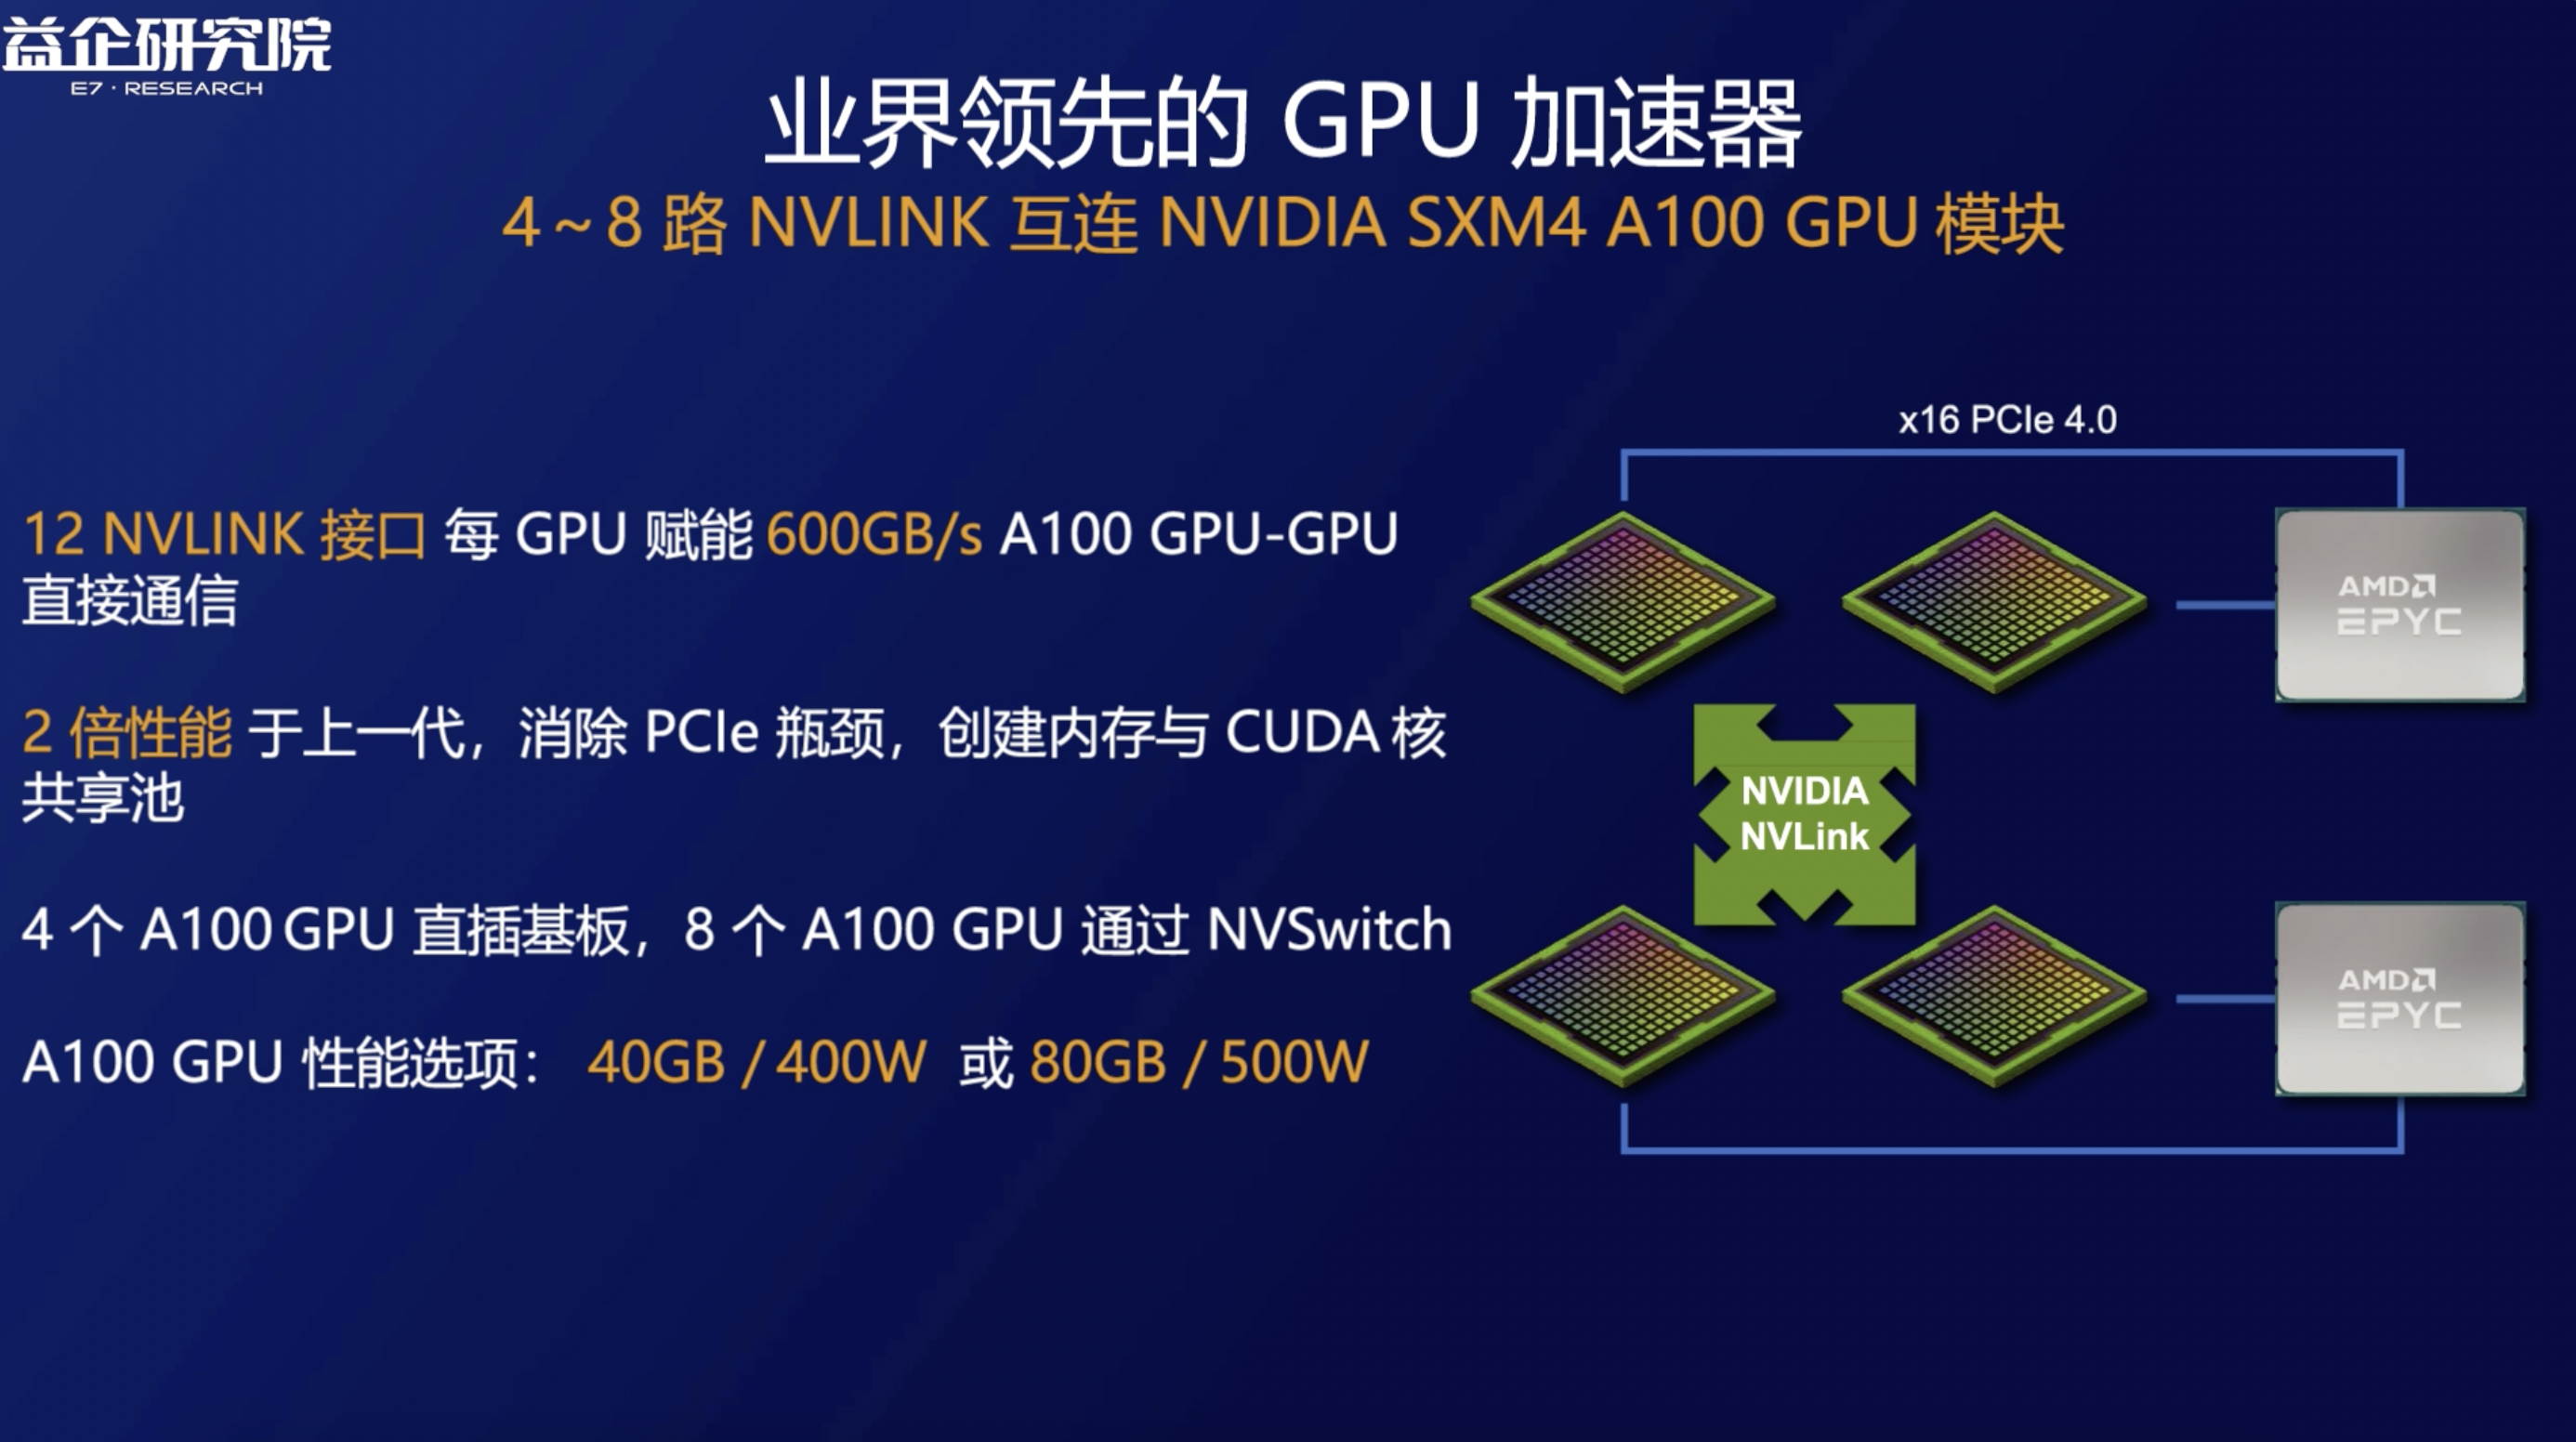 益企研究院
E7·RESEARCH
业界领先的 GPU 加速器
4~8 路 NVLINK 互连 NVIDIA SXM4 A100 GPU 模块
12 NVLINK 接口 每 GPU 赋能 600GB/s A100 GPU-GPU
直接通信
2 倍性能 于上一代，消除 PCIe 瓶颈，创建内存与 CUDA 核
共享池
4 个 A100 GPU 直插基板，8 个 A100 GPU 通过 NVSwitch
A100 GPU 性能选项： 40GB / 400W 或 80GB / 500W
x16 PCIe 4.0
AMD
EPYC
NVIDIA
NVLink
AMD
EPYC